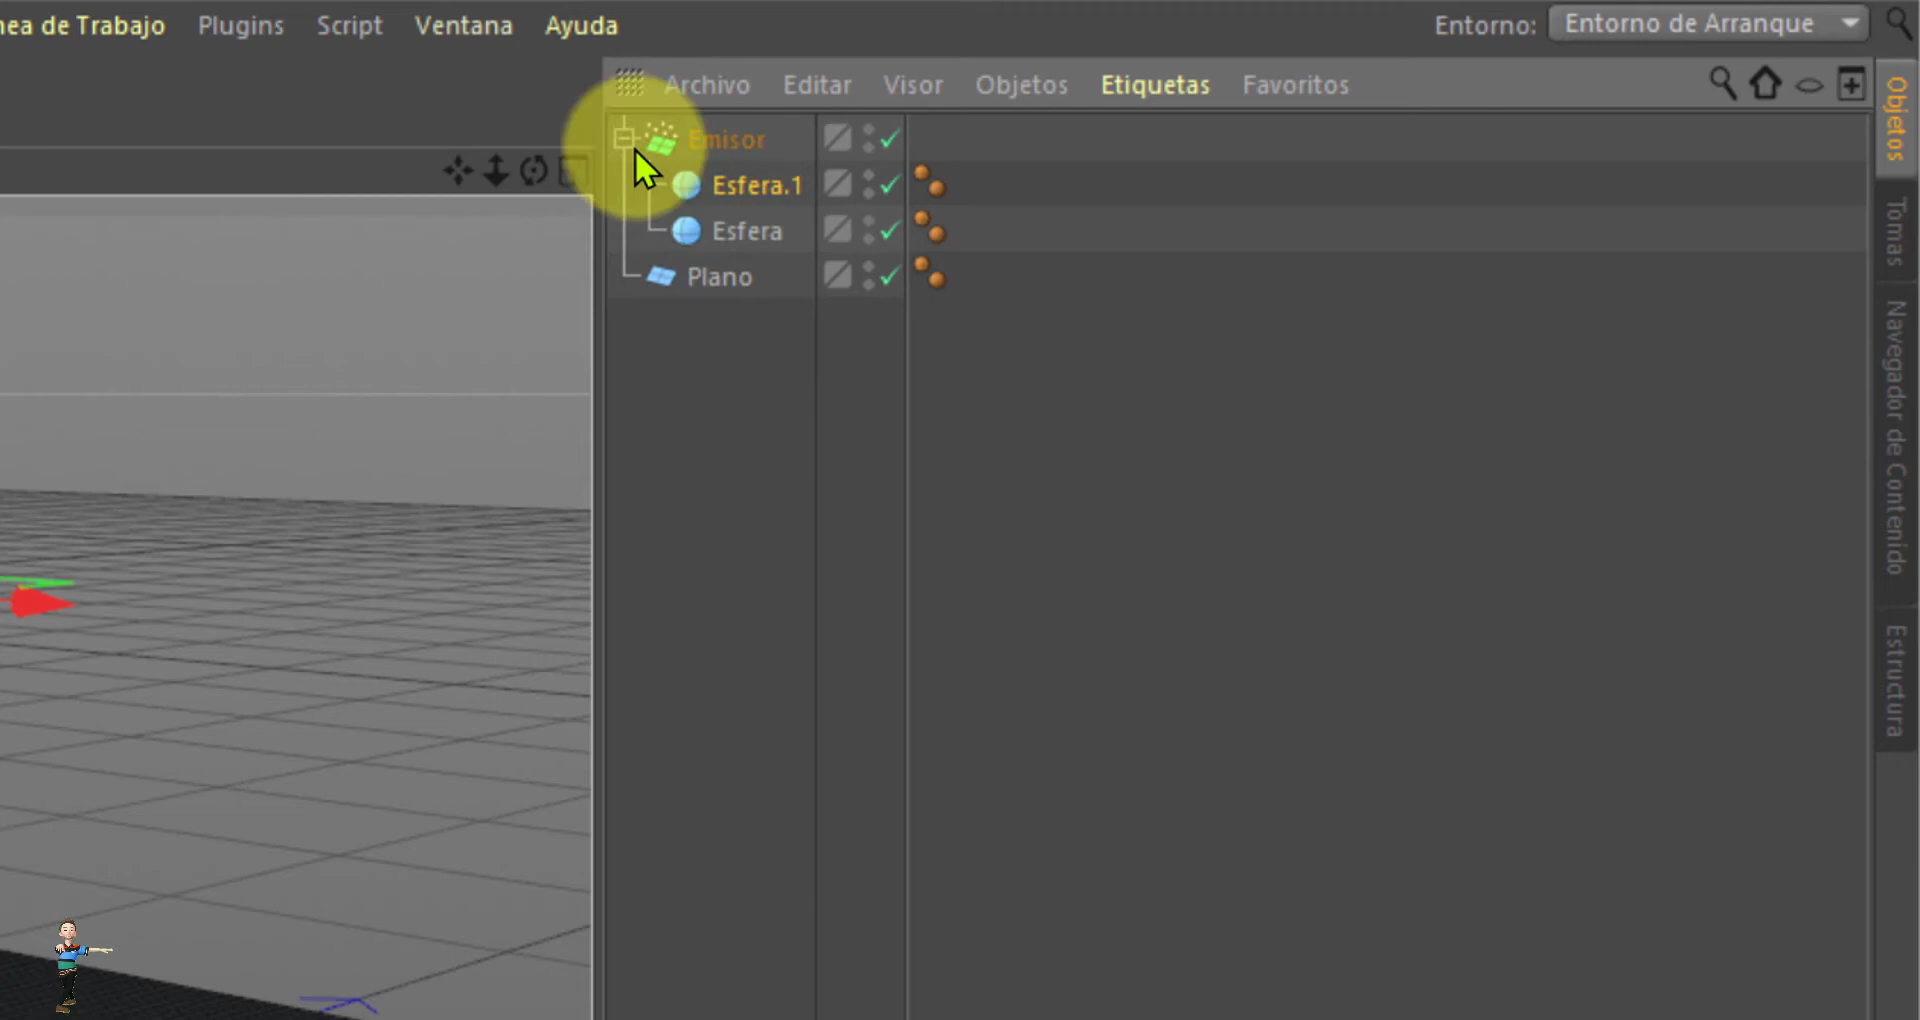 nea de Trabajo Plugins Script Ventana Ayuda Entorno: Entorno de Arranque
Archivo Editar Visor Objetos Etiquetas Favoritos
Emisor
Esfera.1
Esfera
Plano
Objetos
Tomas
Navegador de Contenido
Estructura